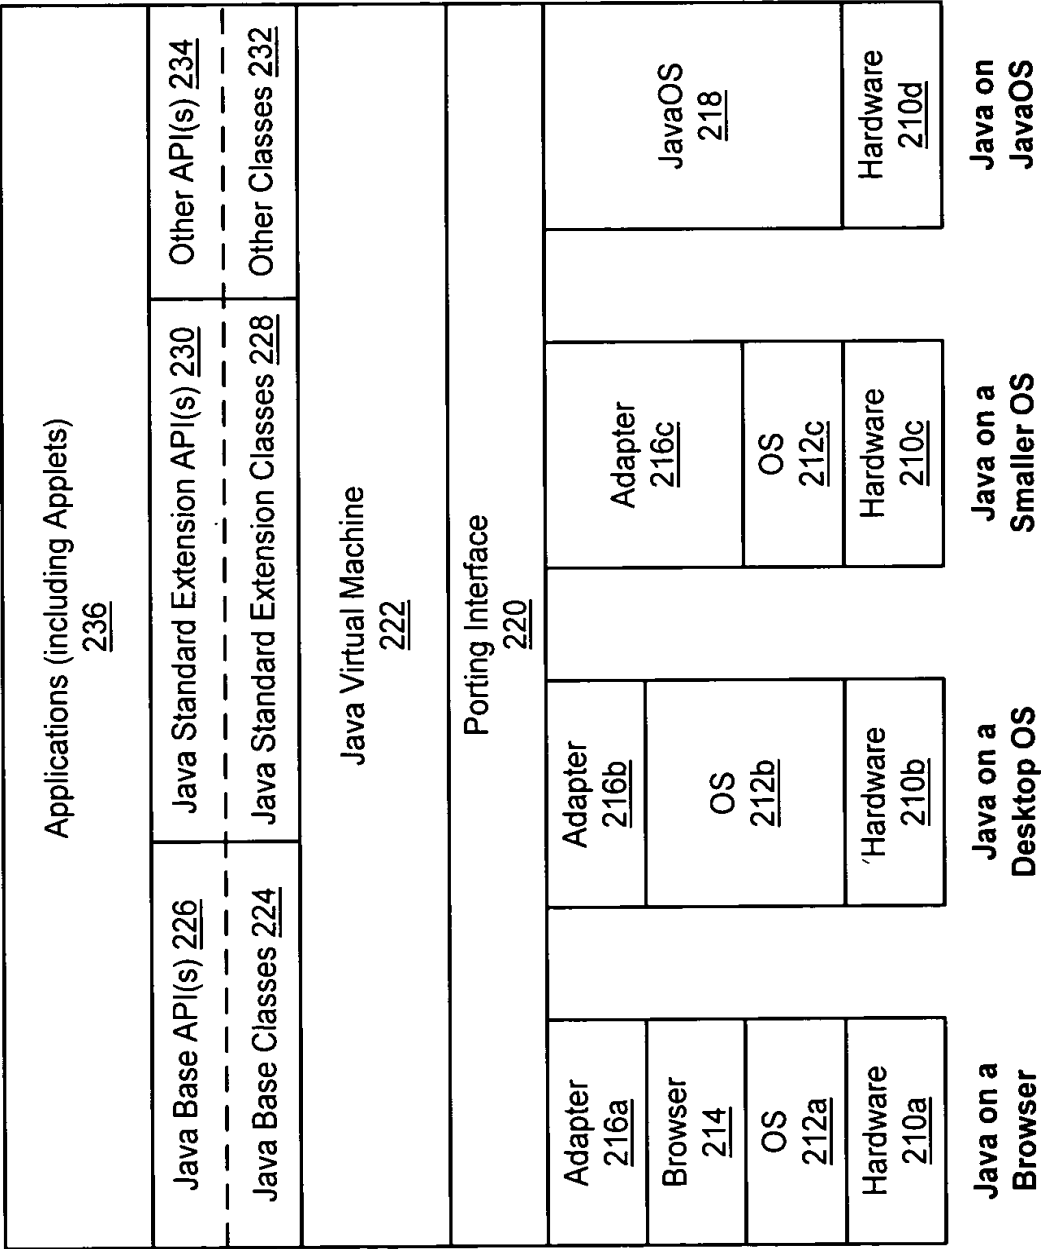 Applications (including Applets)
236
Java Base API(s) 226
Java Standard Extension API(s) 230
Other API(s) 234
Java Base Classes 224
Java Standard Extension Classes 228
Other Classes 232
Java Virtual Machine
222
Porting Interface
220
Adapter
216a
Browser
214
OS
212a
Hardware
210a
Java on a
Browser
Adapter
216b
OS
212b
Hardware
210b
Java on a
Desktop OS
Adapter
216c
OS
212c
Hardware
210c
Java on a
Smaller OS
JavaOS
218
Hardware
210d
Java on
JavaOS